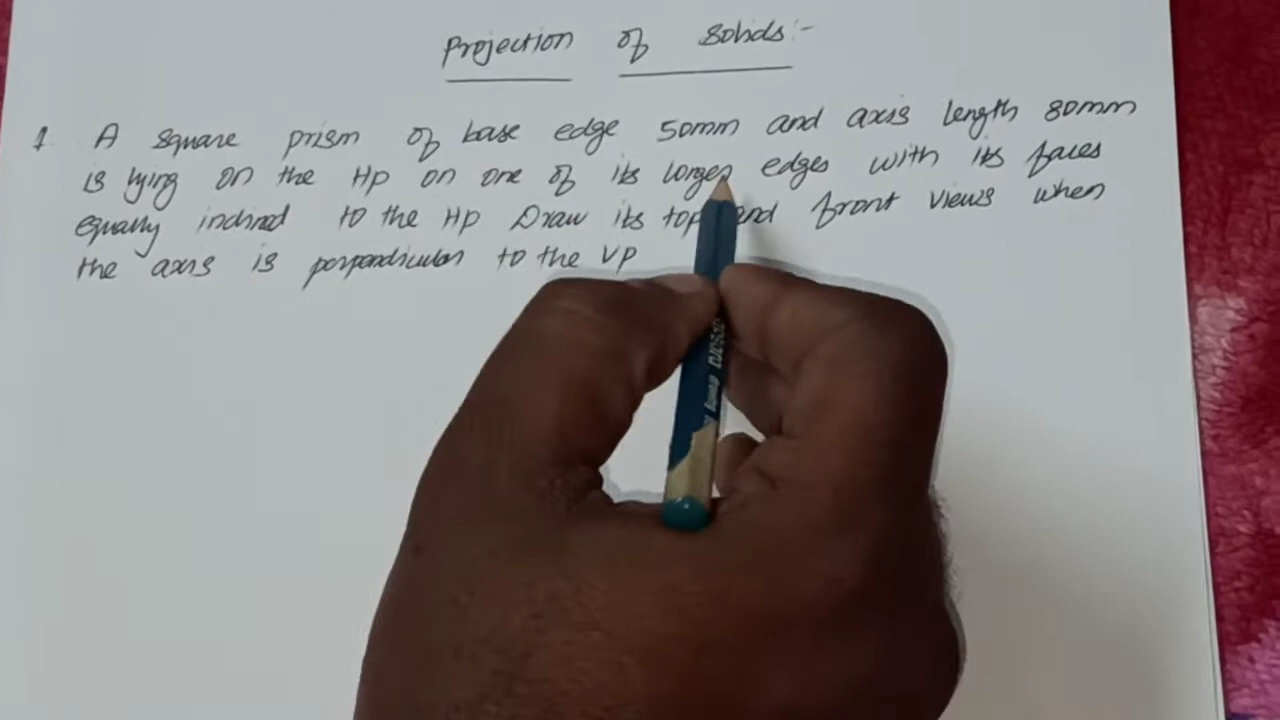 Projection of Solids:-
1 A square prism of base edge 50mm and axis length 80mm
is lying on the HP on one of its longer edges with its faces
equally inclined to the HP Draw its top and front views when
the axis is perpendicular to the VP